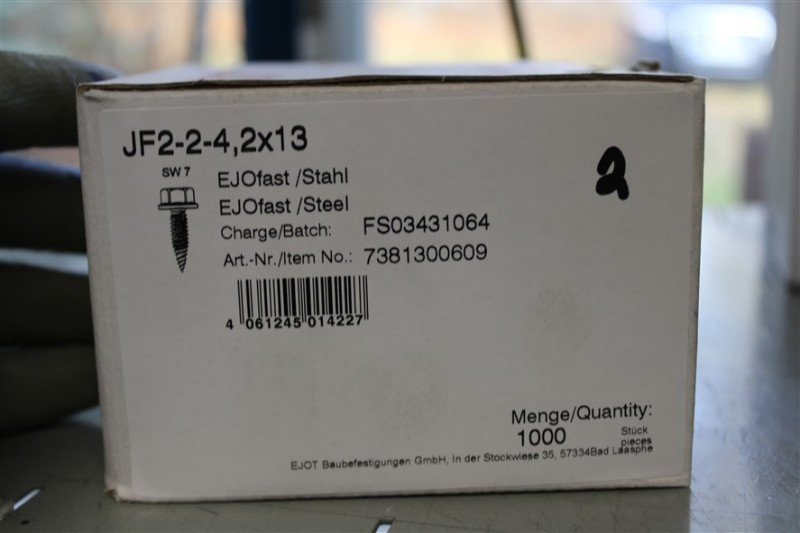 JF2-2-4,2x13
2
SW 7
EJOfast /Stahl
EJOfast /Steel
Charge/Batch: FS03431064
Art.-Nr./Item No.: 7381300609
4 061245 014227
Menge/Quantity:
1000 Stück
pieces
EJOT Baubefestigungen GmbH, In der Stockwiese 35, 57334Bad Laasphe